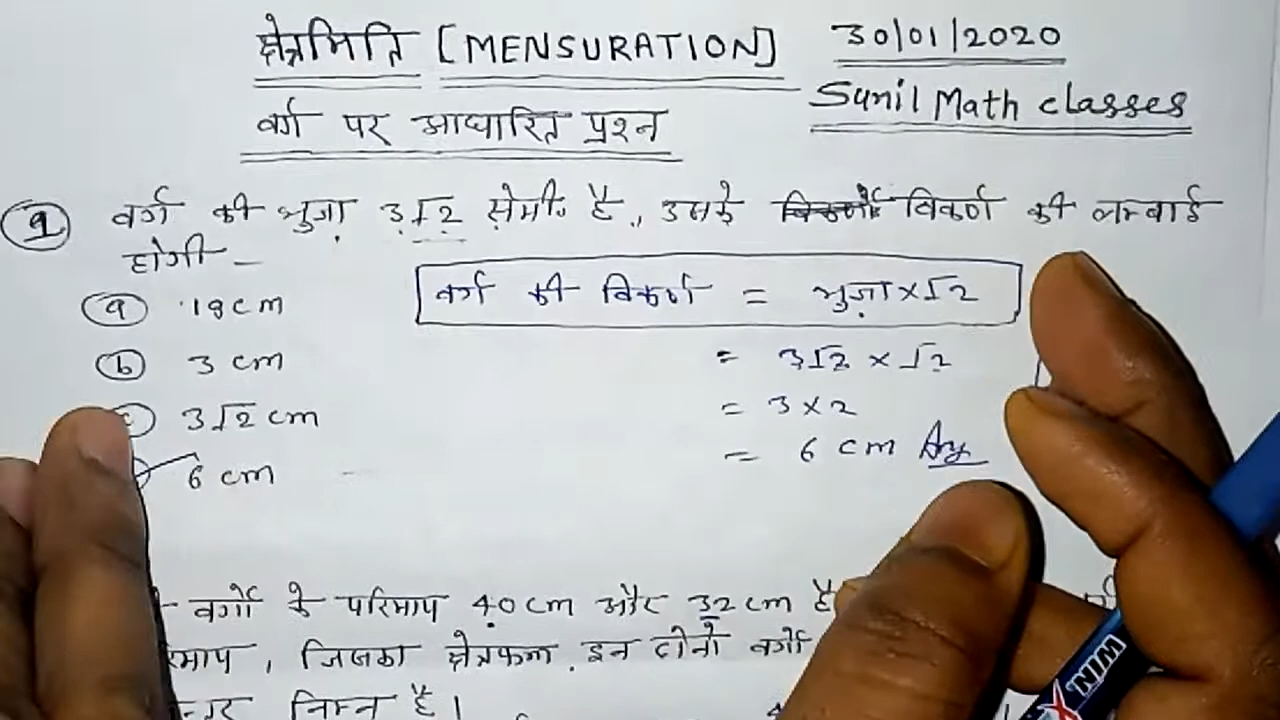 क्षेत्रमिति [MENSURATION] 30/01/2020
Sunil Math classes
वर्ग पर आधारित प्रश्न
1 वर्ग की भुजा 3√2 सेमी. है, उसके विकर्ण की लम्बाई
होगी -
वर्ग की विकर्ण = भुजा×√2
a 18 cm
b 3 cm = 3√2 × √2
c 3√2 cm = 3×2
6 cm = 6 cm Ans
वर्गो के परिमाप 40 cm और 32 cm है
, जिसका क्षेत्रफल इन दोनो वर्गो
निम्न है।
WIN